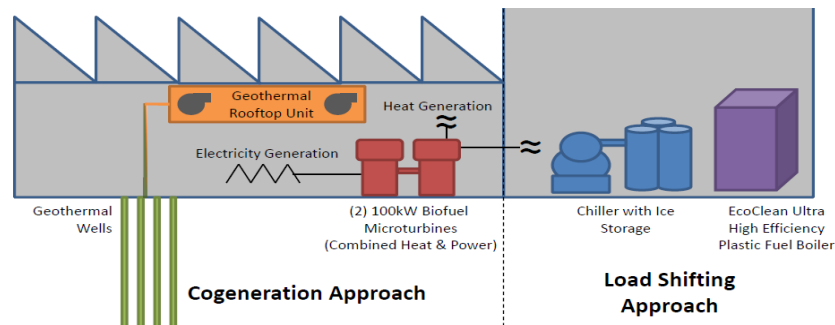 Geothermal
Rooftop Unit
Heat Generation
Electricity Generation
Geothermal
Wells
(2) 100kW Biofuel
Microturbines
(Combined Heat & Power)
Chiller with Ice
Storage
EcoClean Ultra
High Efficiency
Plastic Fuel Boiler
Cogeneration Approach
Load Shifting
Approach